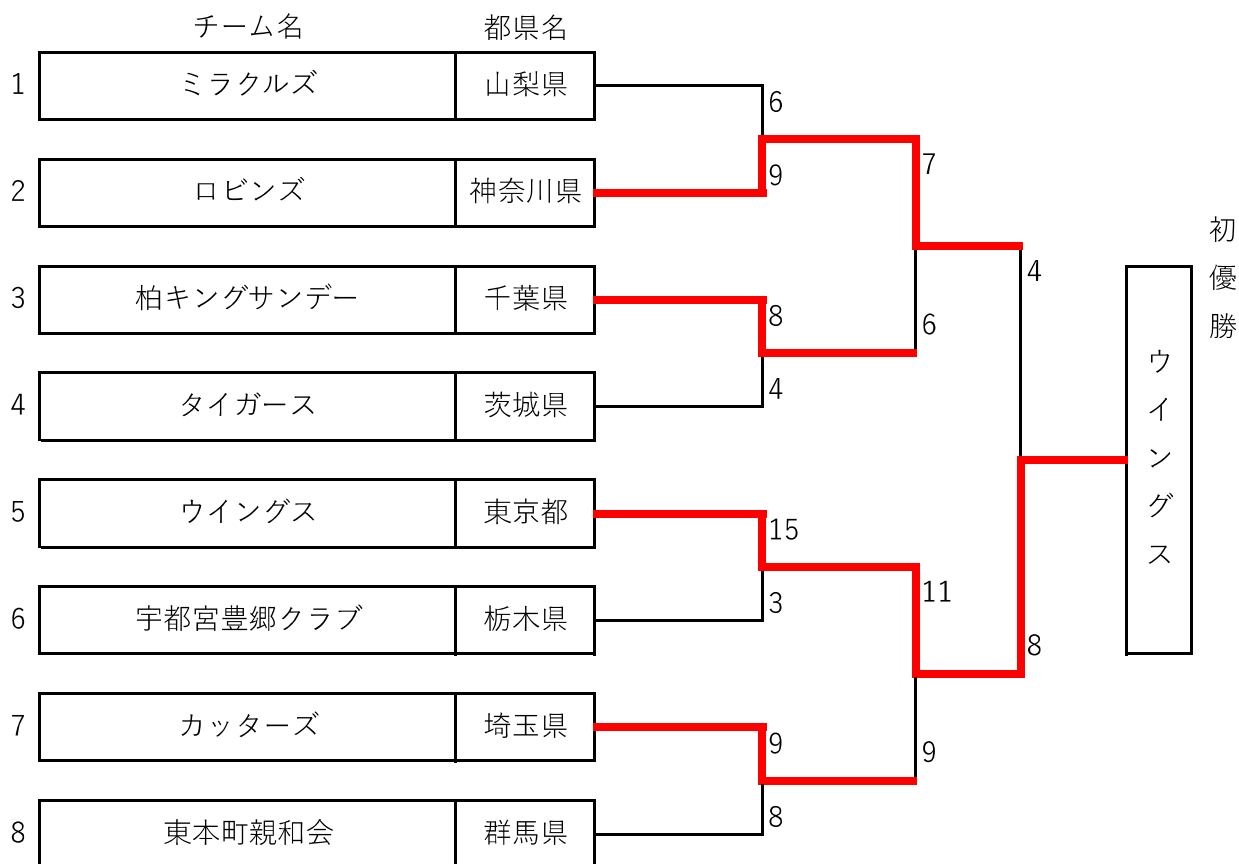 チーム名 都県名
1 ミラクルズ 山梨県
6
2 ロビンズ 神奈川県
9
7
3 柏キングサンデー 千葉県
8
4
6
4 タイガース 茨城県
4
5 ウイングス 東京都
15
6 宇都宮豊郷クラブ 栃木県
3
11
8
7 カッターズ 埼玉県
9
9
8 東本町親和会 群馬県
8
初優勝
ウイングス